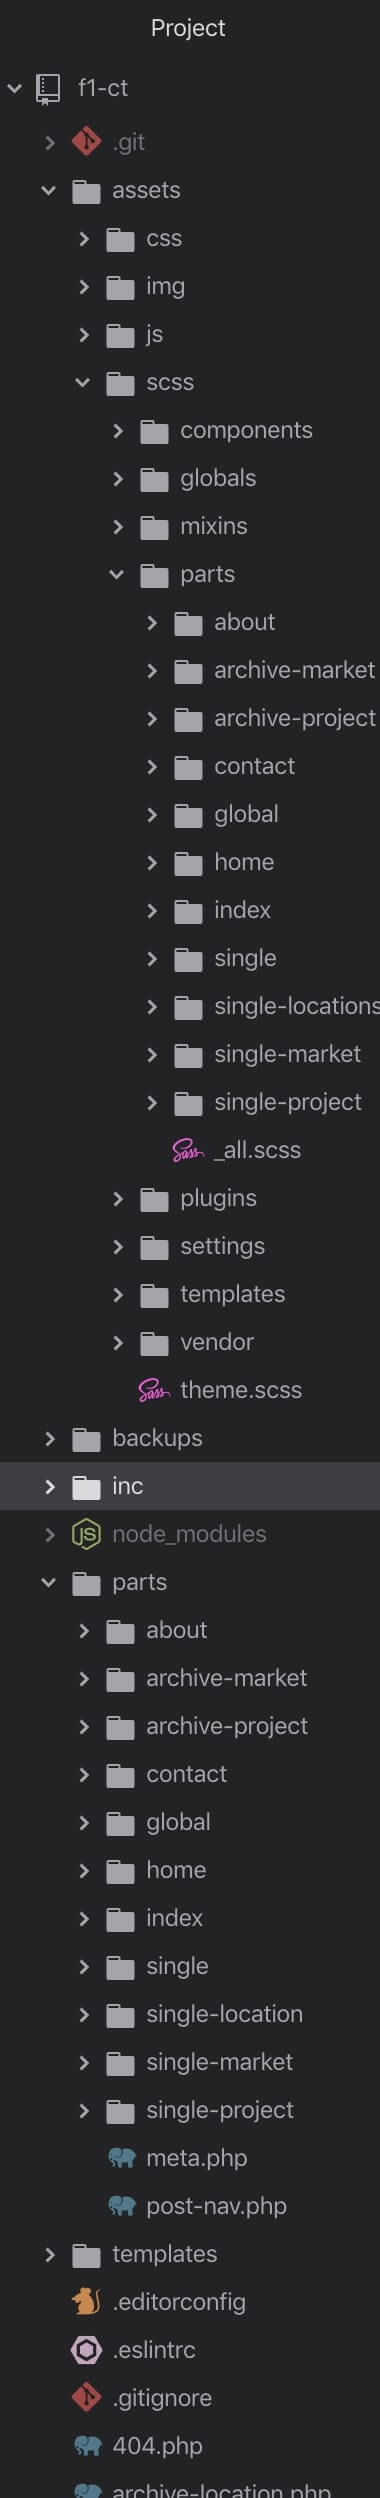 Project
f1-ct
.git
assets
css
img
js
scss
components
globals
mixins
parts
about
archive-market
archive-project
contact
global
home
index
single
single-locations
single-market
single-project
_all.scss
plugins
settings
templates
vendor
theme.scss
backups
inc
node_modules
parts
about
archive-market
archive-project
contact
global
home
index
single
single-location
single-market
single-project
meta.php
post-nav.php
templates
.editorconfig
.eslintrc
.gitignore
404.php
archive-location.php